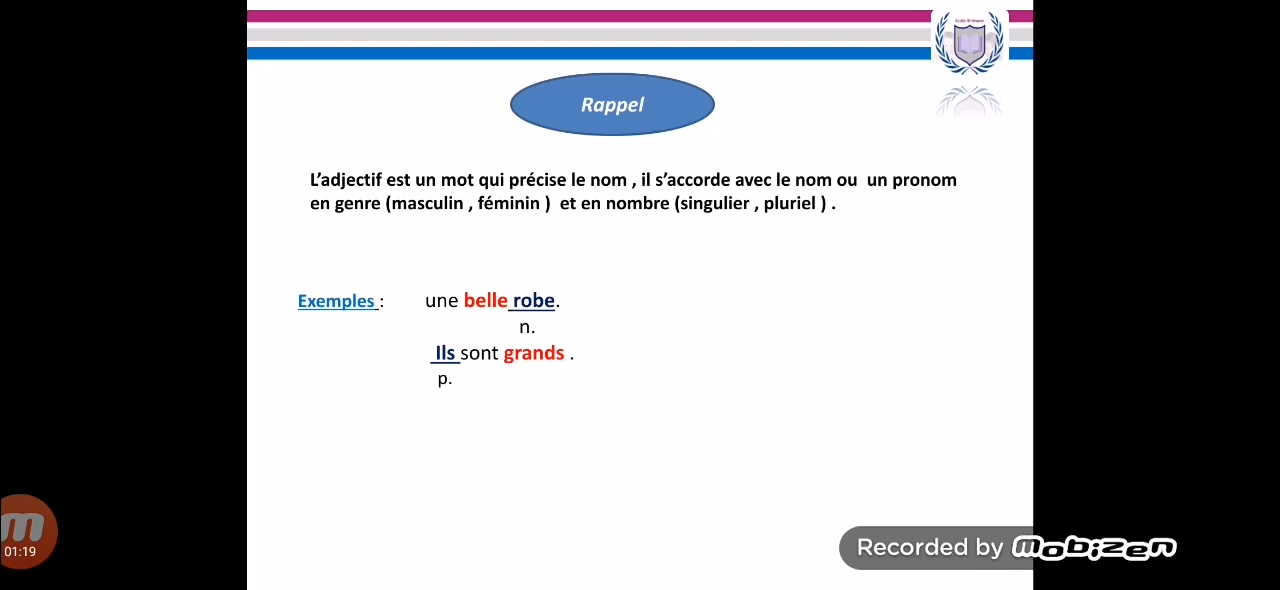 Rappel
L'adjectif est un mot qui précise le nom , il s'accorde avec le nom ou un pronom
en genre (masculin , féminin ) et en nombre (singulier , pluriel ) .
Exemples : une belle robe.
n.
Ils sont grands .
p.
01:19
Recorded by mobizen